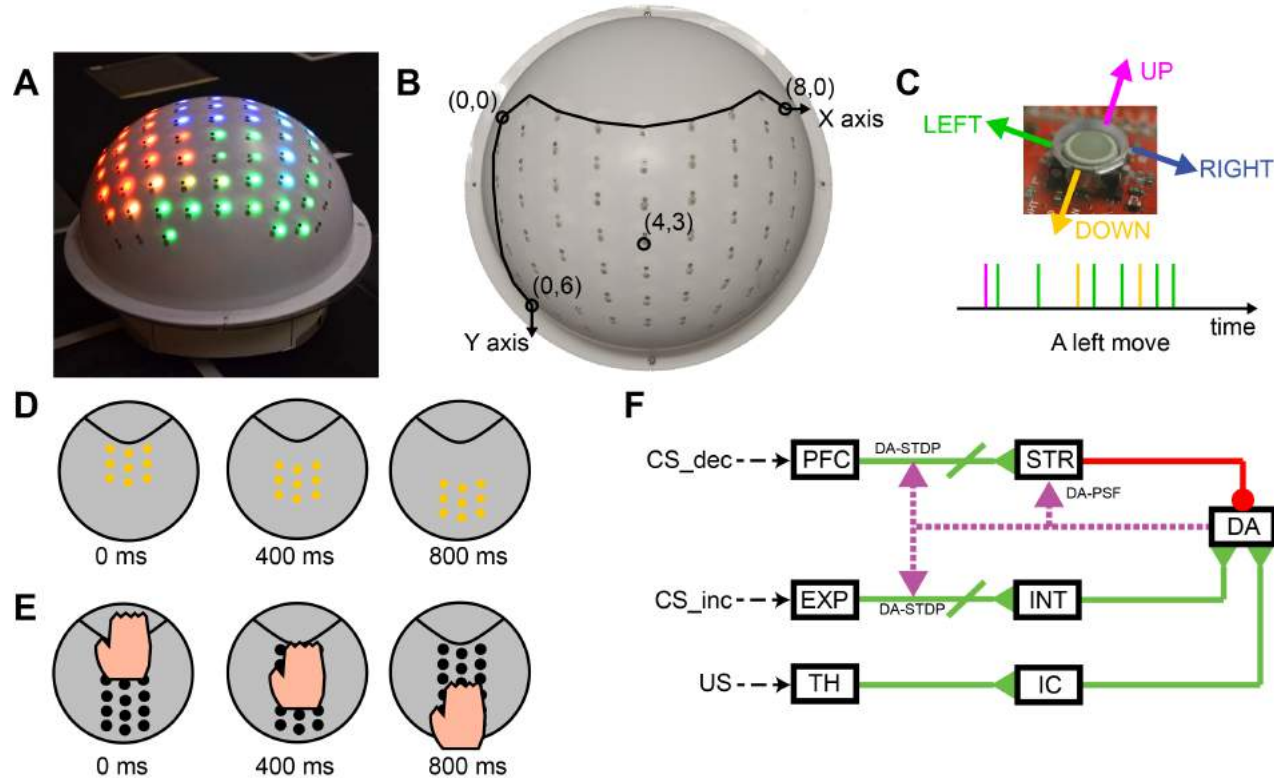 A
B
(0,0)
(8,0)
X axis
(4,3)
(0,6)
Y axis
C
UP
LEFT
RIGHT
DOWN
time
A left move
D
0 ms
400 ms
800 ms
E
0 ms
400 ms
800 ms
F
CS_dec
PFC
DA-STDP
STR
DA-PSF
DA
CS_inc
EXP
DA-STDP
INT
US
TH
IC